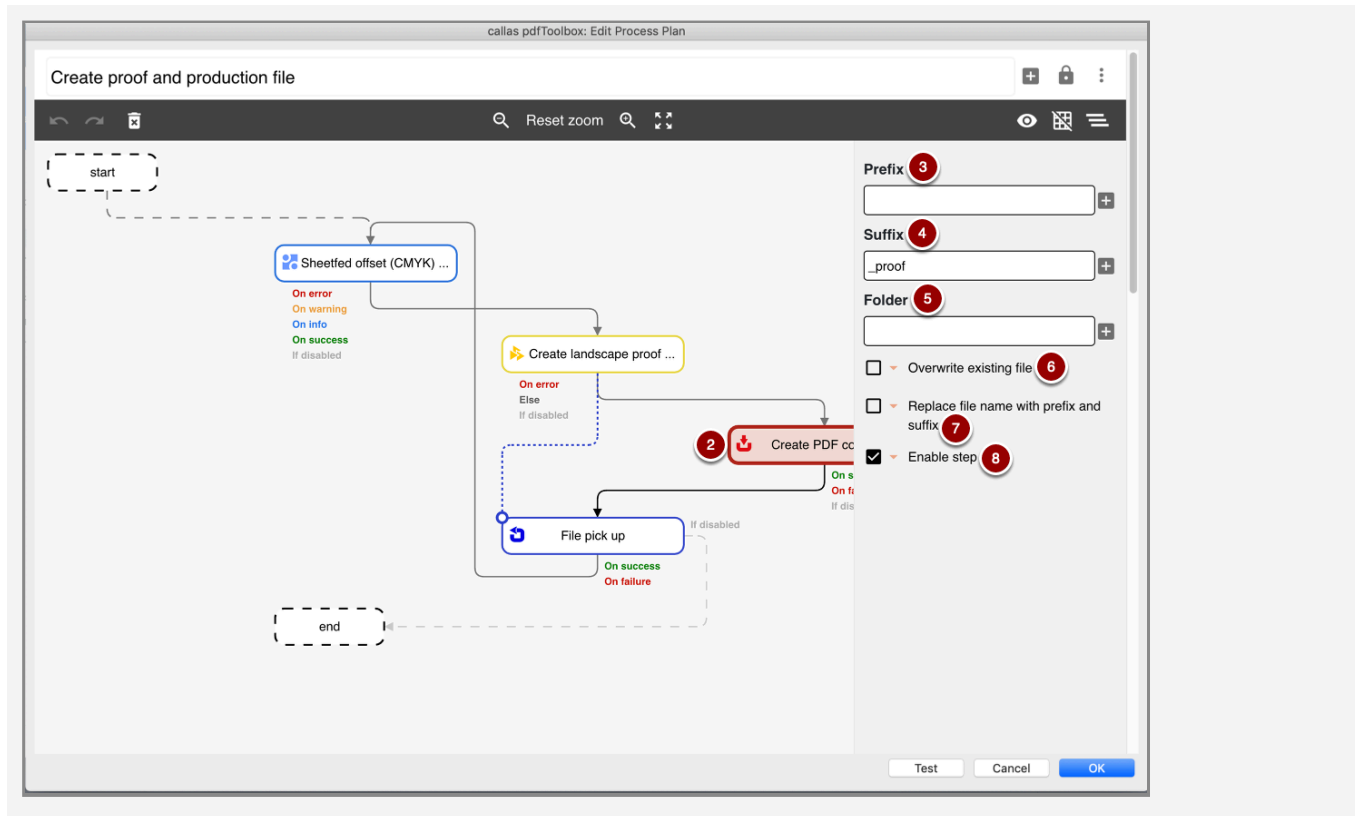 callas pdfToolbox: Edit Process Plan
Create proof and production file
Reset zoom
start
Sheetfed offset (CMYK) ...
On error
On warning
On info
On success
If disabled
Create landscape proof ...
On error
Else
If disabled
2
Create PDF co
On s
On fa
If dis
File pick up
If disabled
On success
On failure
end
Prefix 3
Suffix 4
_proof
Folder 5
Overwrite existing file 6
Replace file name with prefix and
suffix 7
Enable step 8
Test
Cancel
OK